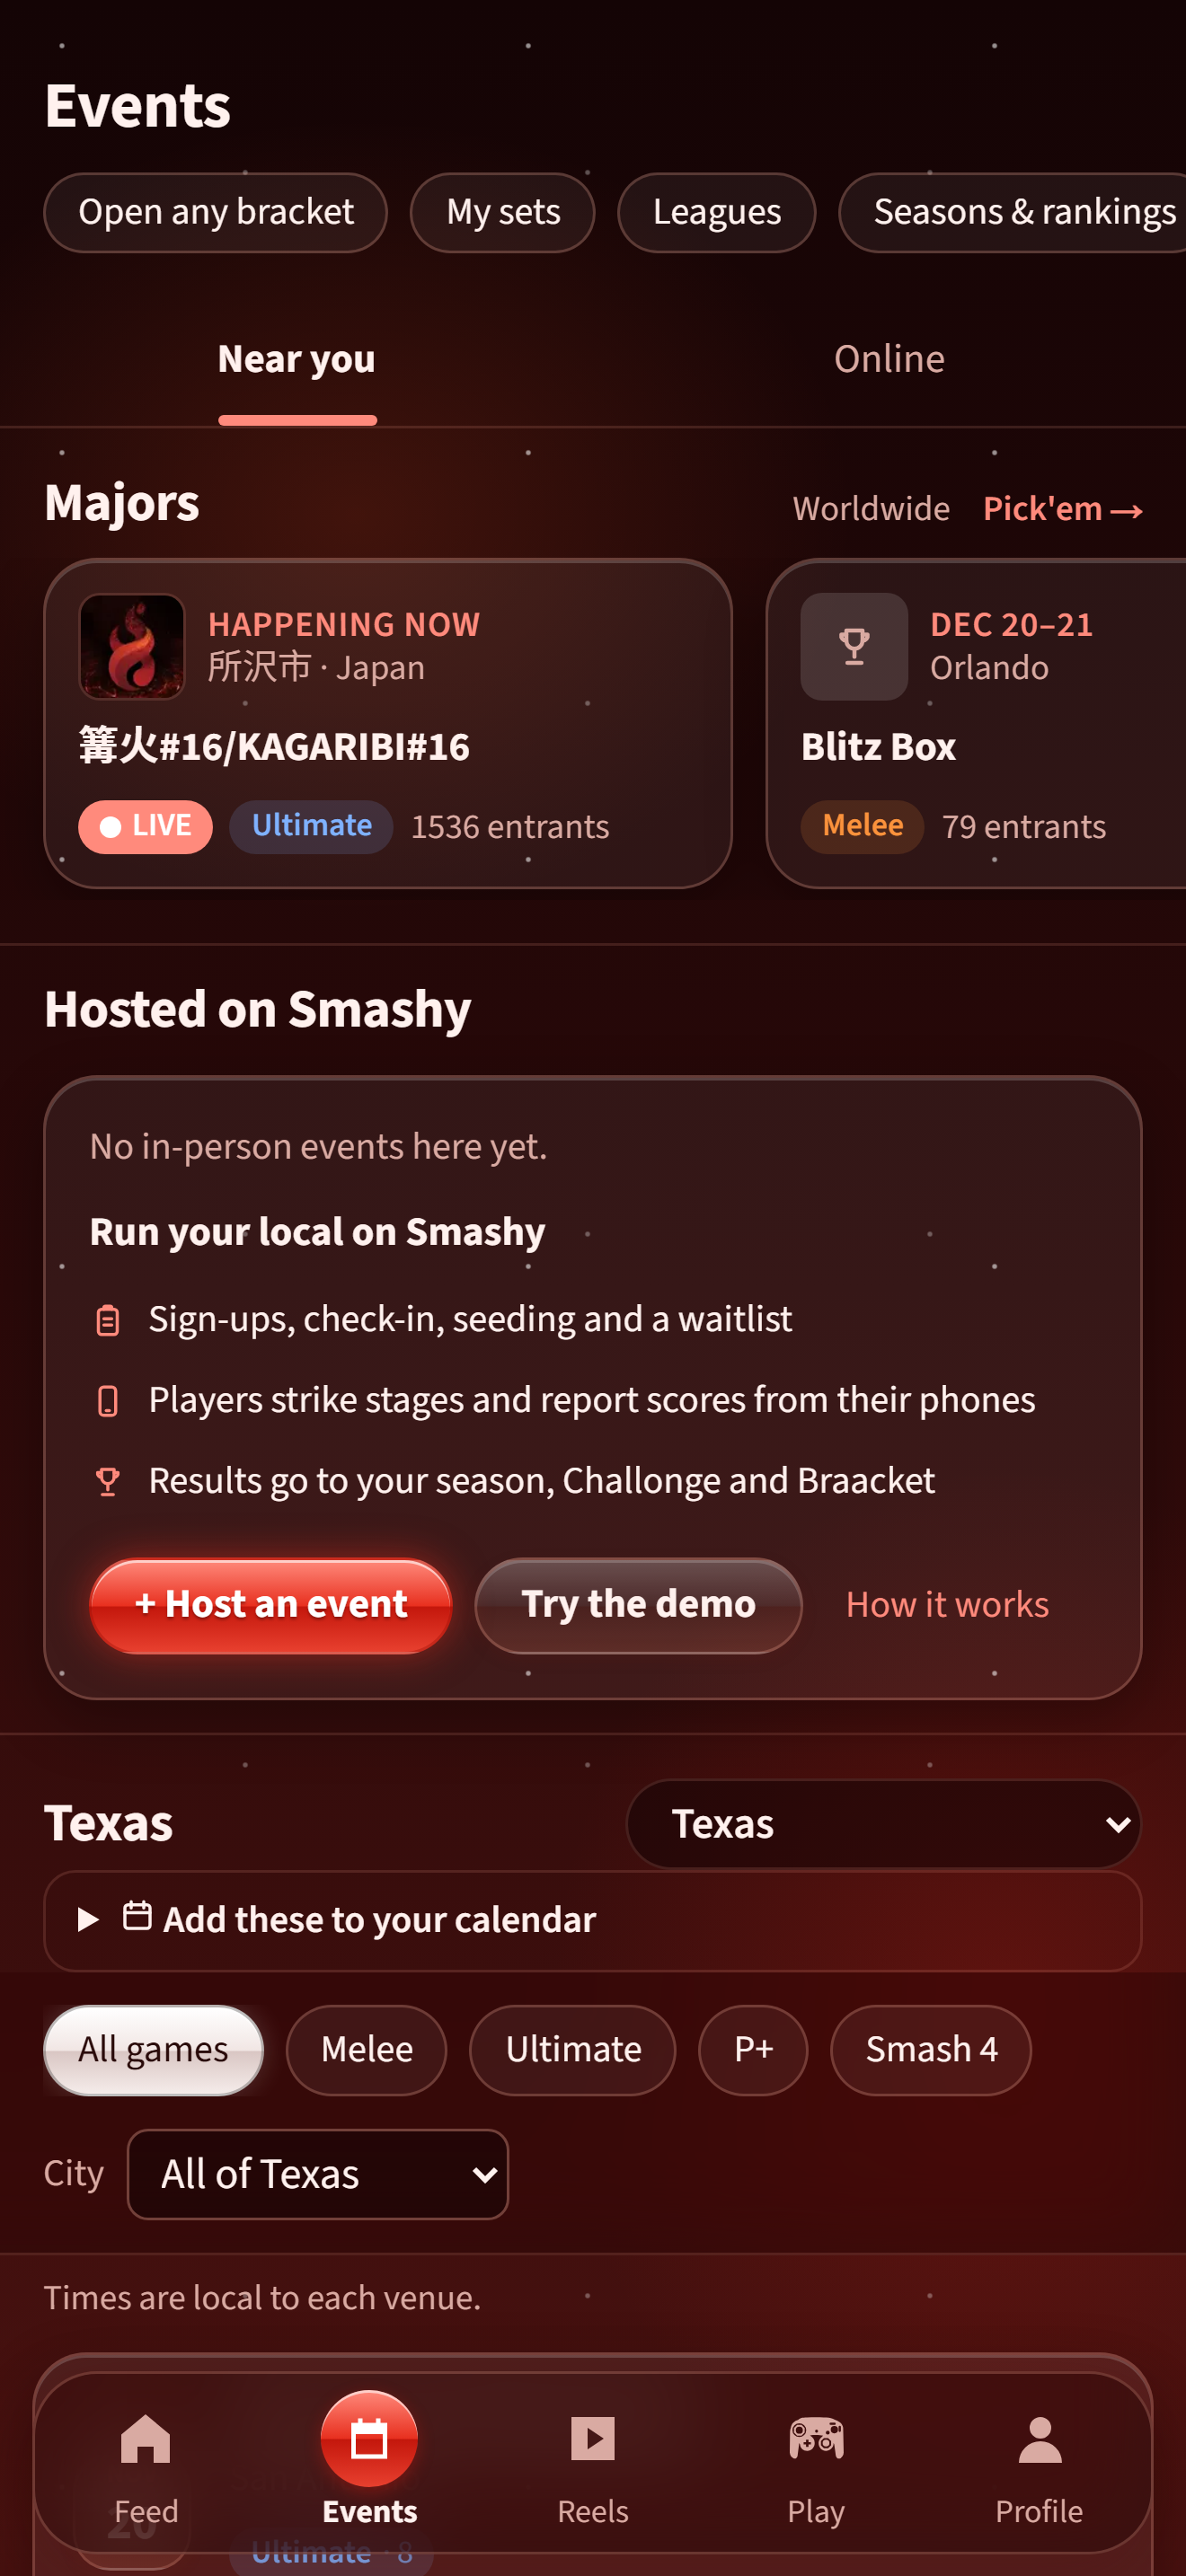 Events
Open any bracket
My sets
Leagues
Seasons & rankings
Near you
Online
Majors
Worldwide
Pick'em →
HAPPENING NOW
所沢市 · Japan
篝火#16/KAGARIBI#16
LIVE
Ultimate
1536 entrants
DEC 20–21
Orlando
Blitz Box
Melee
79 entrants
Hosted on Smashy
No in-person events here yet.
Run your local on Smashy
Sign-ups, check-in, seeding and a waitlist
Players strike stages and report scores from their phones
Results go to your season, Challonge and Braacket
+ Host an event
Try the demo
How it works
Texas
Texas
Add these to your calendar
All games
Melee
Ultimate
P+
Smash 4
City
All of Texas
Times are local to each venue.
Feed
Events
Reels
Play
Profile
20
Ultimate · 8